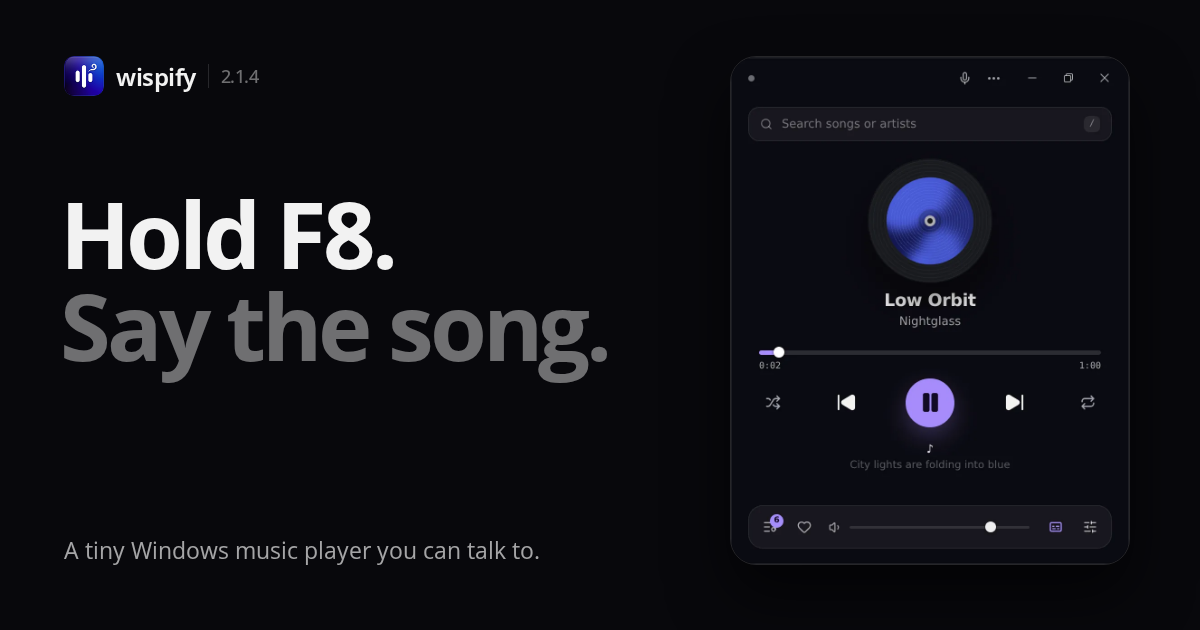 wispify 2.1.4
Hold F8.
Say the song.
A tiny Windows music player you can talk to.
Search songs or artists /
Low Orbit
Nightglass
0:02 1:00
♪
City lights are folding into blue
6